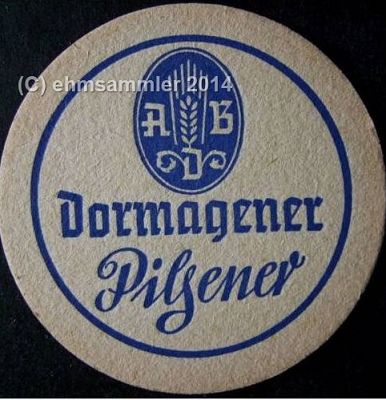 (C) ehmsammler 2014
A B
D
Dormagener
Pilsener